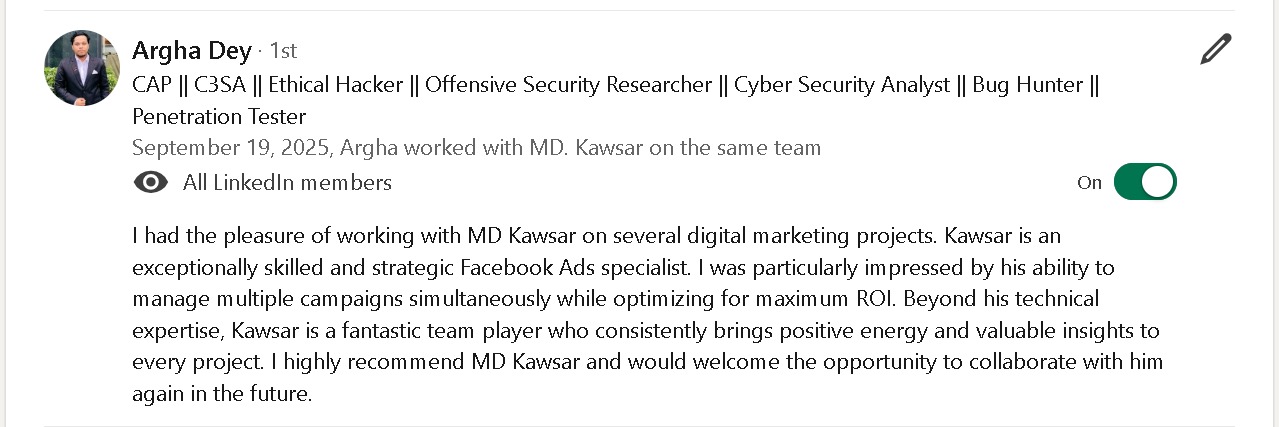 Argha Dey · 1st
CAP || C3SA || Ethical Hacker || Offensive Security Researcher || Cyber Security Analyst || Bug Hunter ||
Penetration Tester
September 19, 2025, Argha worked with MD. Kawsar on the same team
All LinkedIn members
On
I had the pleasure of working with MD Kawsar on several digital marketing projects. Kawsar is an
exceptionally skilled and strategic Facebook Ads specialist. I was particularly impressed by his ability to
manage multiple campaigns simultaneously while optimizing for maximum ROI. Beyond his technical
expertise, Kawsar is a fantastic team player who consistently brings positive energy and valuable insights to
every project. I highly recommend MD Kawsar and would welcome the opportunity to collaborate with him
again in the future.